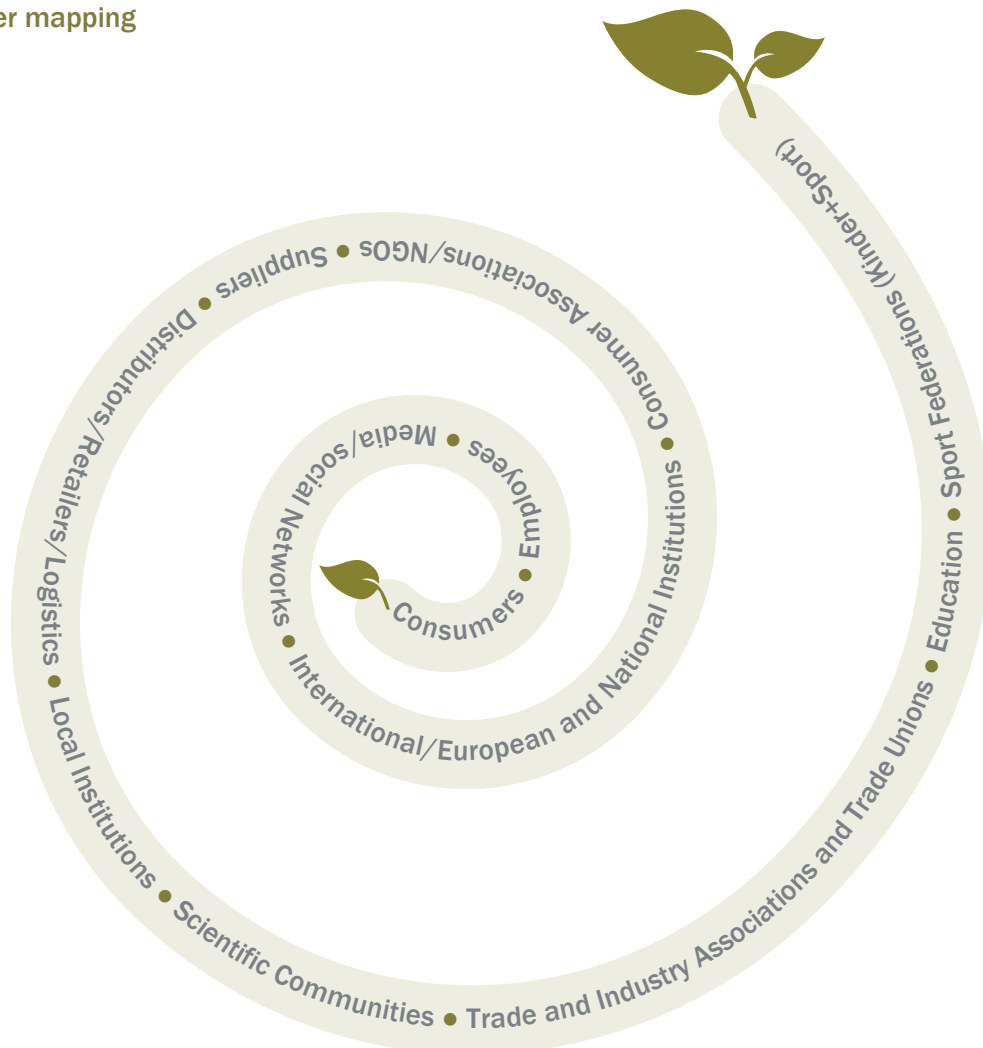 er mapping
Consumers • Employees • Media/social Networks • International/European and National Institutions • Consumer Associations/NGOs • Suppliers • Distributors/Retailers/Logistics • Local Institutions • Scientific Communities • Trade and Industry Associations and Trade Unions • Education • Sport Federations (Kinder+Sport)